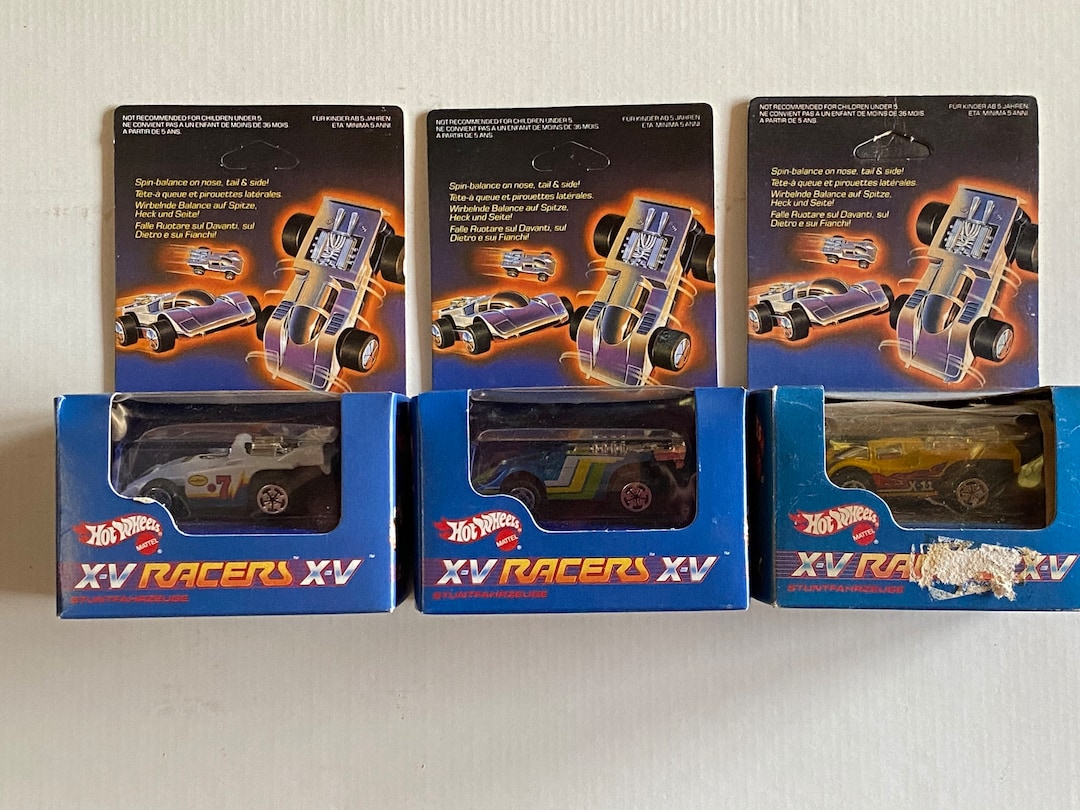 NOT RECOMMENDED FOR CHILDREN UNDER 5.
NE CONVIENT PAS A UN ENFANT DE MOINS DE 36 MOIS.
A PARTIR DE 5 ANS.
FÜR KINDER AB 5 JAHREN.
ETA' MINIMA 5 ANNI
Spin-balance on nose, tail & side!
Tête-à queue et pirouettes latérales.
Wirbelnde Balance auf Spitze,
Heck und Seite!
Falle Ruotare sul Davanti, sul
Dietro e sui Fianchi!
NOT RECOMMENDED FOR CHILDREN UNDER 5.
NE CONVIENT PAS A UN ENFANT DE MOINS DE 36 MOIS.
A PARTIR DE 5 ANS.
FÜR KINDER AB 5 JAHREN.
ETA' MINIMA 5 ANNI.
Spin-balance on nose, tail & side!
Tête-à queue et pirouettes latérales.
Wirbelnde Balance auf Spitze,
Heck und Seite!
Falle Ruotare sul Davanti, sul
Dietro e sui Fianchi!
NOT RECOMMENDED FOR CHILDREN UNDER 5.
NE CONVIENT PAS A UN ENFANT DE MOINS DE 36 MOIS.
A PARTIR DE 5 ANS.
FÜR KINDER AB 5 JAHREN.
ETA' MINIMA 5 ANNI.
Spin-balance on nose, tail & side!
Tête-à queue et pirouettes latérales.
Wirbelnde Balance auf Spitze,
Heck und Seite!
Falle Ruotare sul Davanti, sul
Dietro e sui Fianchi!
7
HOT WHEELS
MATTEL
X-V RACERS X-V
STUNTFAHRZEUGE
HOT WHEELS
MATTEL
X-V RACERS X-V
STUNTFAHRZEUGE
X-11
HOT WHEELS
MATTEL
X-V RAC X-V
STUNTFAHRZEUGE